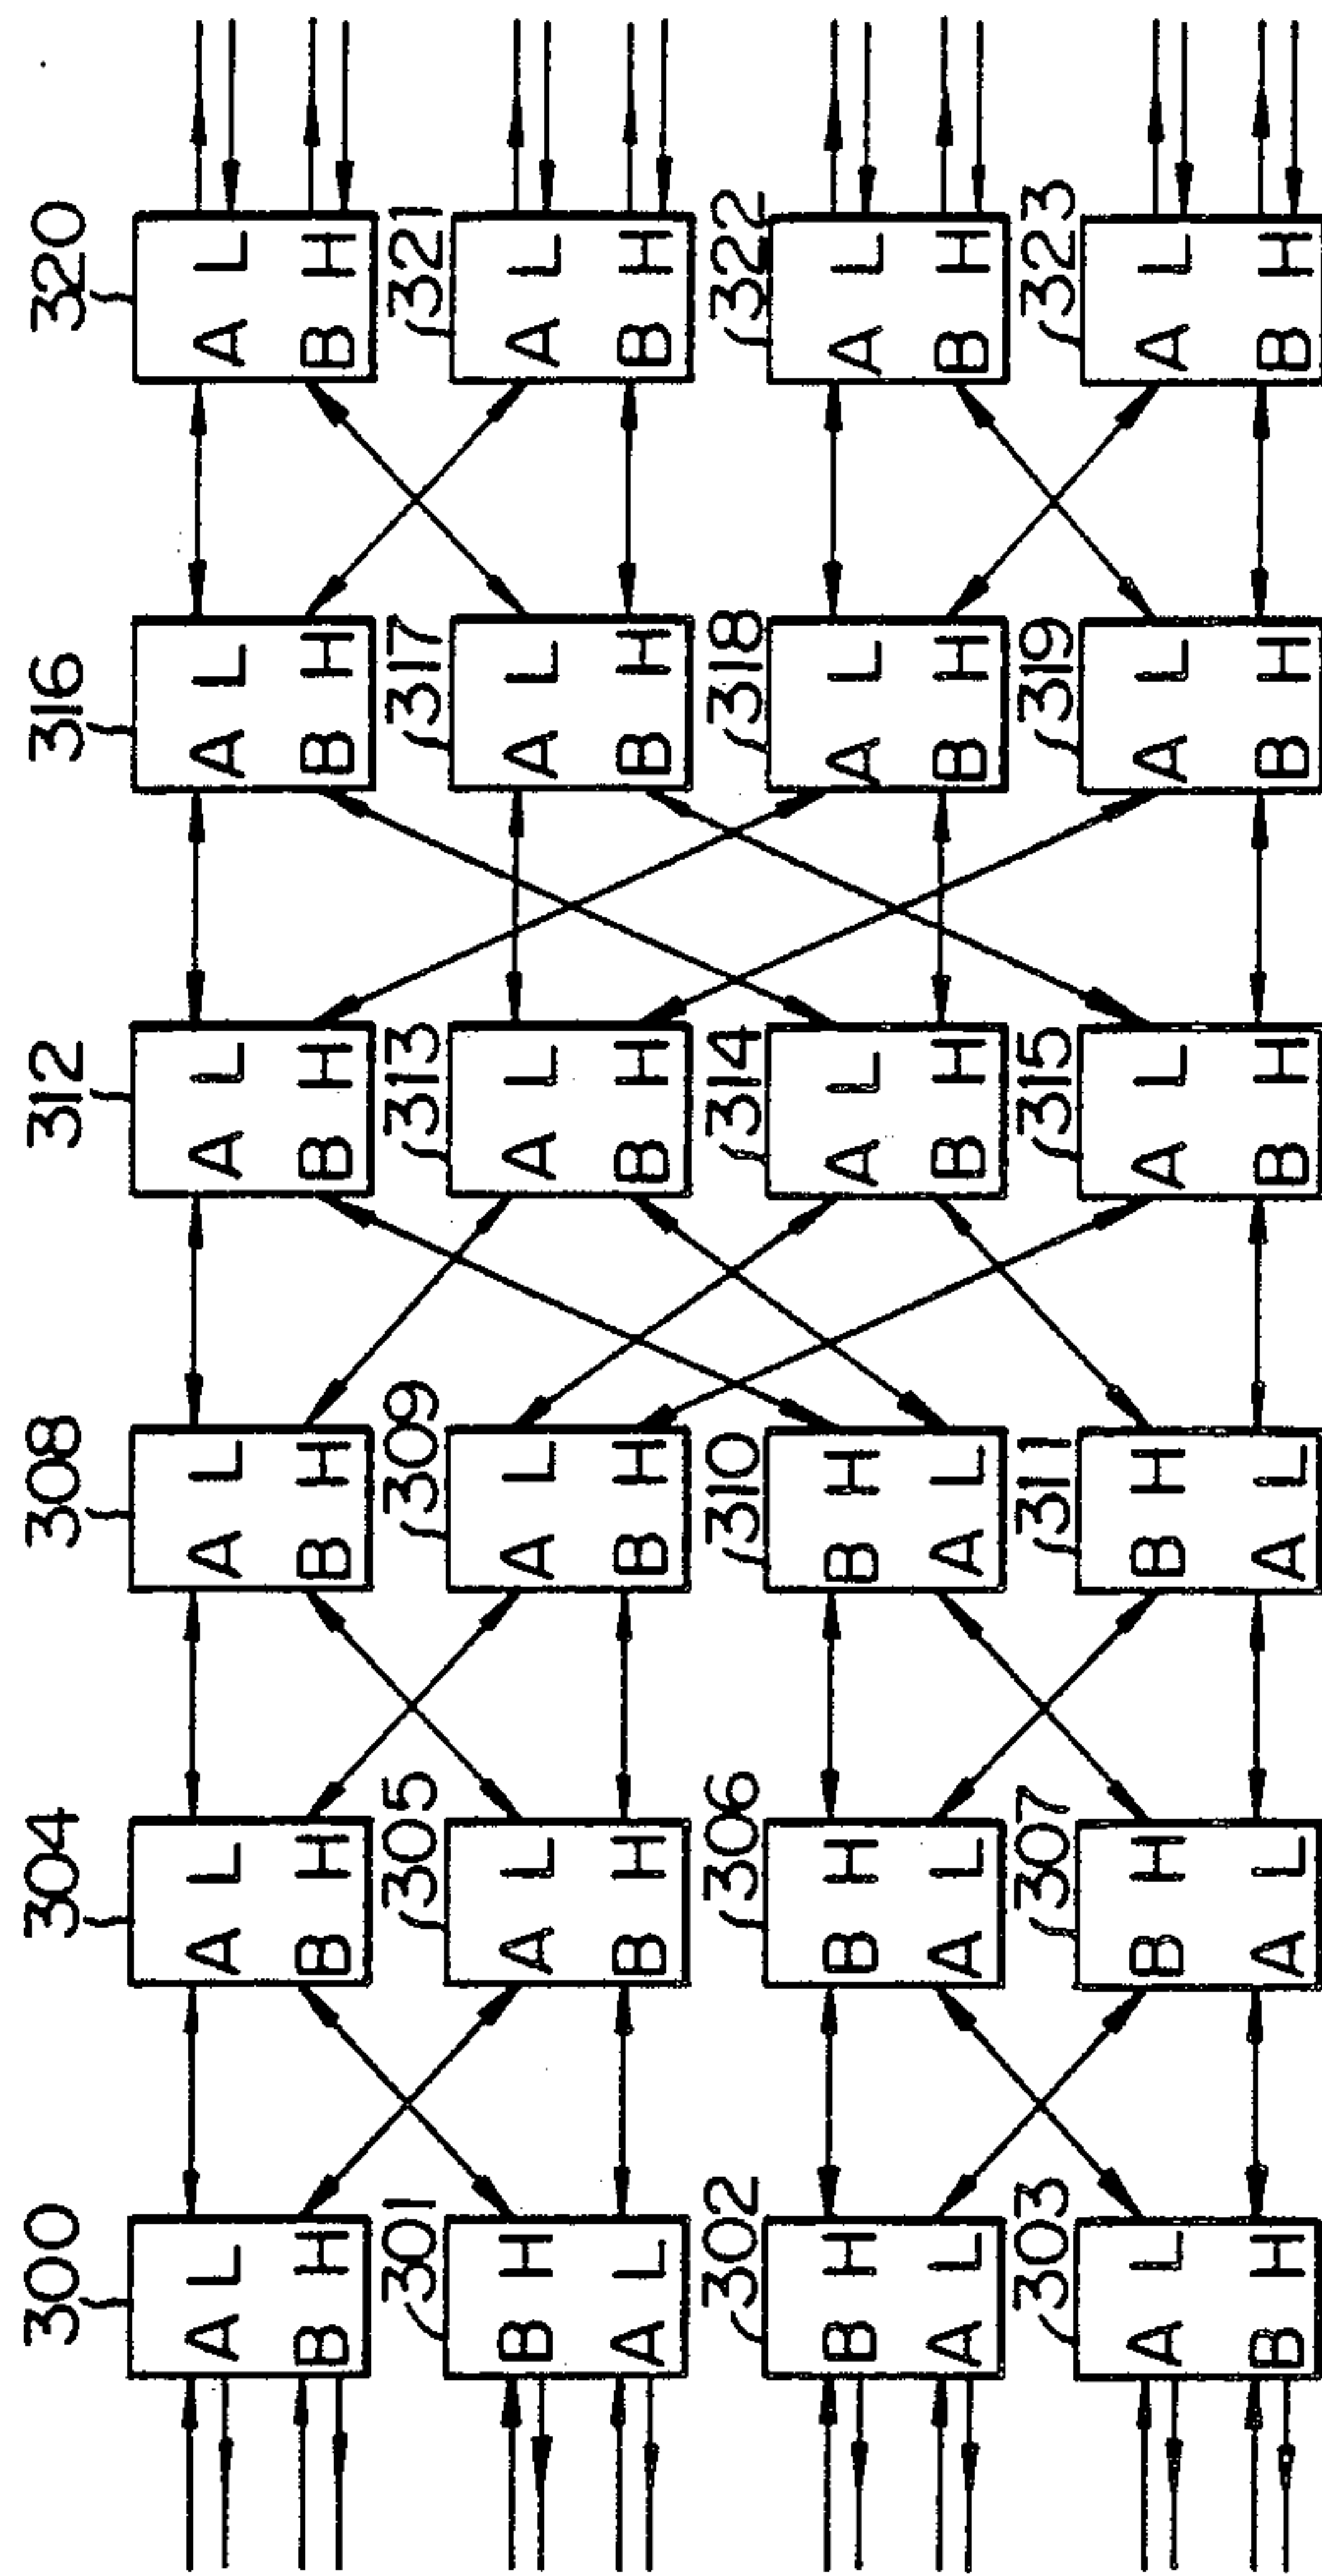 300 304 308 312 316 320
A L A L A L A L A L A L
B H B H B H B H B H B H
301 305 309 313 317 321
B H A L A L A L A L A L
A L B H B H B H B H B H
302 306 310 314 318 322
B H B H B H A L A L A L
A L A L A L B H B H B H
303 307 311 315 319 323
A L B H B H A L A L A L
B H A L A L B H B H B H